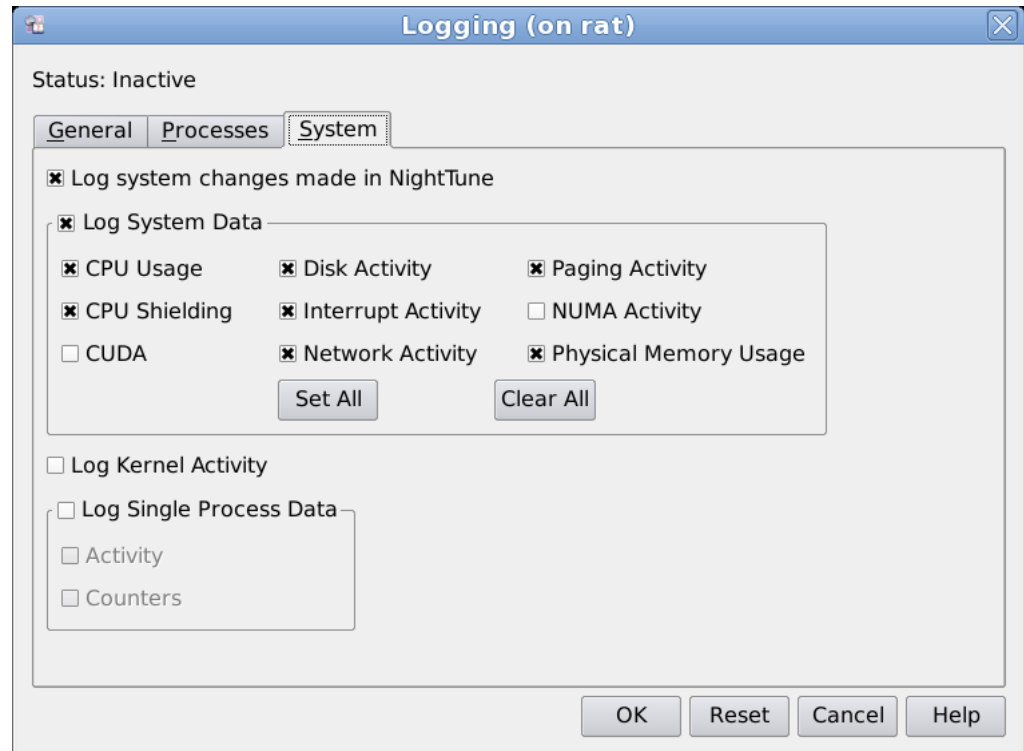 Logging (on rat)
Status: Inactive
General Processes System
Log system changes made in NightTune
Log System Data
CPU Usage Disk Activity Paging Activity
CPU Shielding Interrupt Activity NUMA Activity
CUDA Network Activity Physical Memory Usage
Set All Clear All
Log Kernel Activity
Log Single Process Data
Activity
Counters
OK Reset Cancel Help